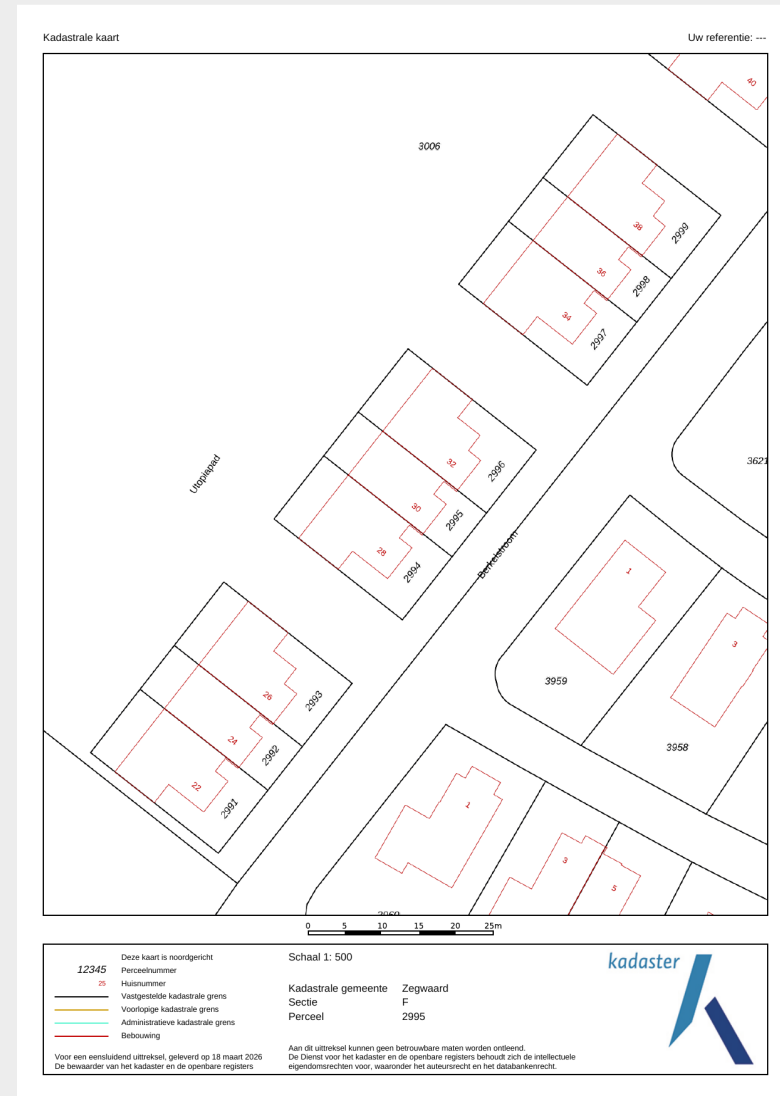 Kadastrale kaart
Uw referentie: ---
40
3006
38
2999
36
2998
34
2997
3621
32
2996
Utopiapad
30
2995
28
2994
Berkelstroom
1
3
3959
26
2993
24
2992
3958
22
2991
1
3
5
0 5 10 15 20 25m
Deze kaart is noordgericht
12345 Perceelnummer
25 Huisnummer
Vastgestelde kadastrale grens
Voorlopige kadastrale grens
Administratieve kadastrale grens
Bebouwing
Voor een eensluidend uittreksel, geleverd op 18 maart 2026
De bewaarder van het kadaster en de openbare registers
Schaal 1: 500
Kadastrale gemeente Zegwaard
Sectie F
Perceel 2995
Aan dit uittreksel kunnen geen betrouwbare maten worden ontleend.
De Dienst voor het kadaster en de openbare registers behoudt zich de intellectuele
eigendomsrechten voor, waaronder het auteursrecht en het databankenrecht.
kadaster